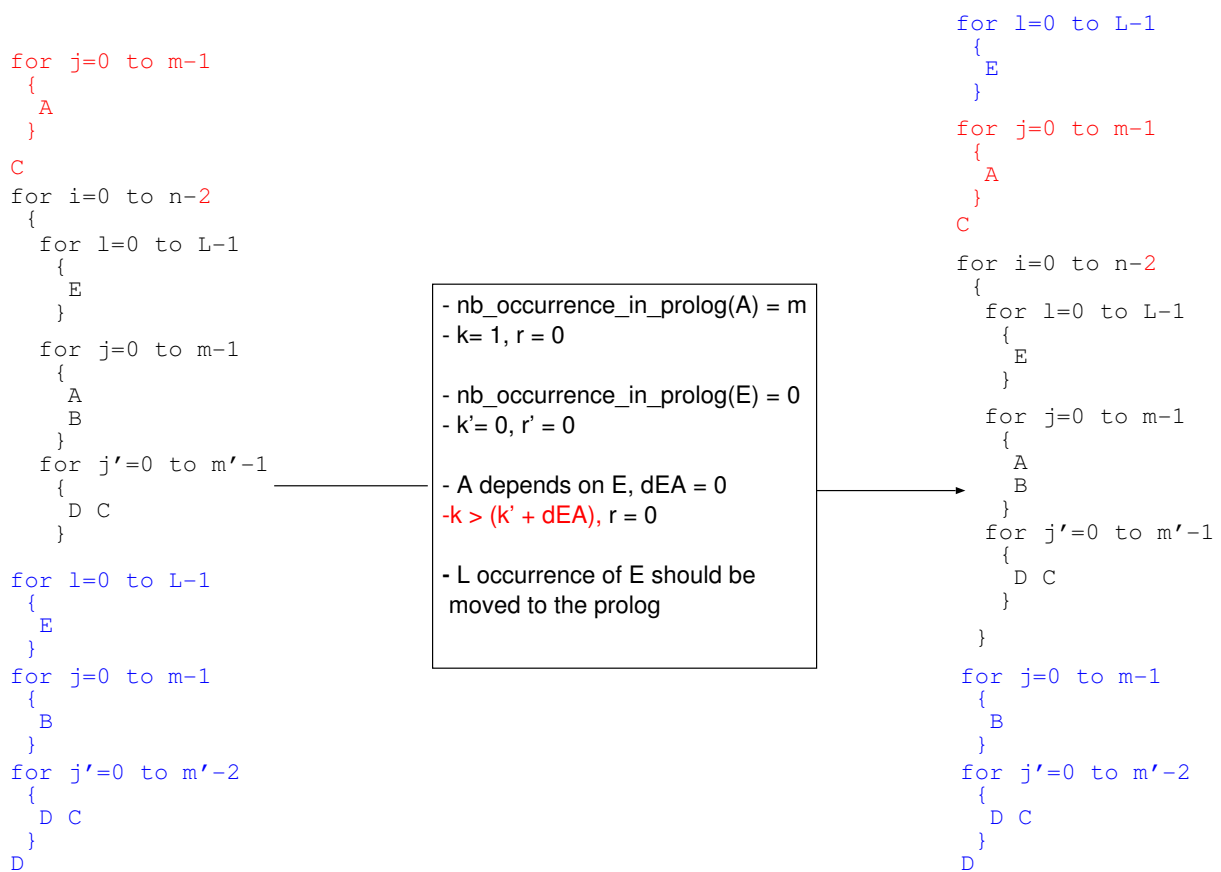 for j=0 to m-1
{
A
}
C
for i=0 to n-2
{
for l=0 to L-1
{
E
}
for j=0 to m-1
{
A
B
}
for j'=0 to m'-1
{
D C
}
for l=0 to L-1
{
E
}
for j=0 to m-1
{
B
}
for j'=0 to m'-2
{
D C
}
D
- nb_occurrence_in_prolog(A) = m
- k= 1, r = 0
- nb_occurrence_in_prolog(E) = 0
- k'= 0, r' = 0
- A depends on E, dEA = 0
-k > (k' + dEA), r = 0
- L occurrence of E should be
moved to the prolog
for l=0 to L-1
{
E
}
for j=0 to m-1
{
A
}
C
for i=0 to n-2
{
for l=0 to L-1
{
E
}
for j=0 to m-1
{
A
B
}
for j'=0 to m'-1
{
D C
}
}
for j=0 to m-1
{
B
}
for j'=0 to m'-2
{
D C
}
D